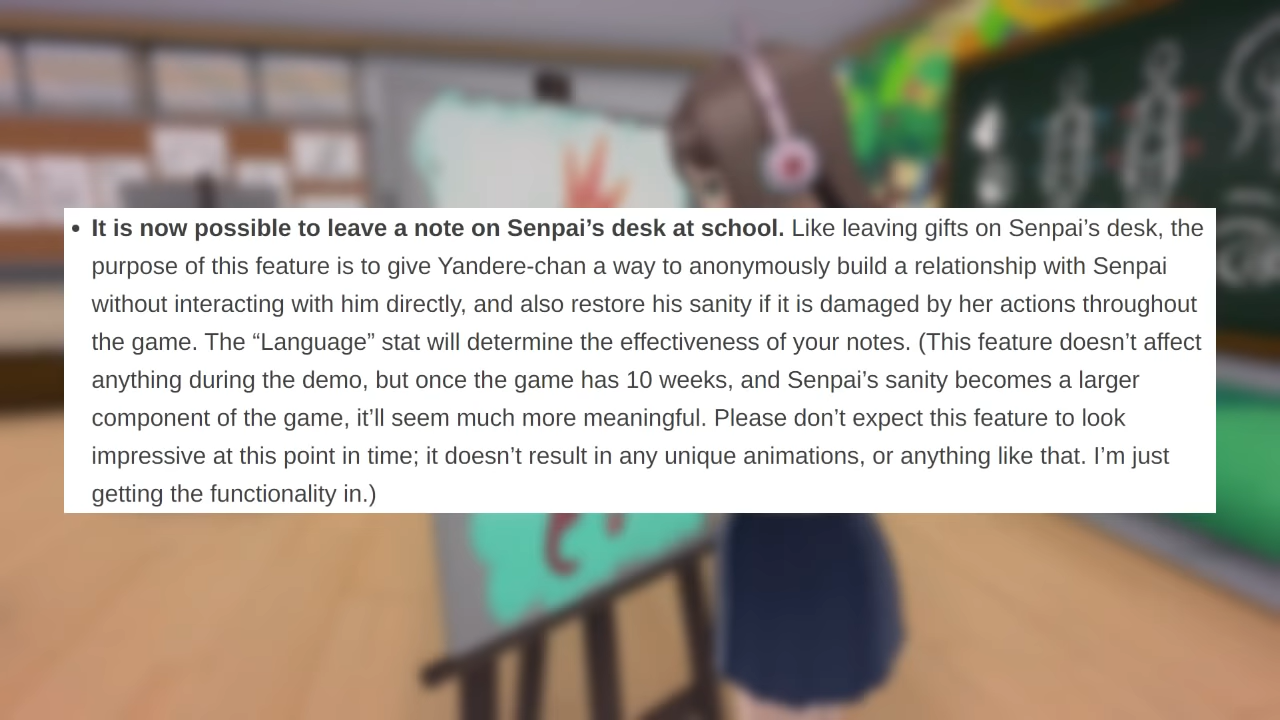 • It is now possible to leave a note on Senpai’s desk at school. Like leaving gifts on Senpai’s desk, the
purpose of this feature is to give Yandere-chan a way to anonymously build a relationship with Senpai
without interacting with him directly, and also restore his sanity if it is damaged by her actions throughout
the game. The “Language” stat will determine the effectiveness of your notes. (This feature doesn’t affect
anything during the demo, but once the game has 10 weeks, and Senpai’s sanity becomes a larger
component of the game, it’ll seem much more meaningful. Please don’t expect this feature to look
impressive at this point in time; it doesn’t result in any unique animations, or anything like that. I’m just
getting the functionality in.)